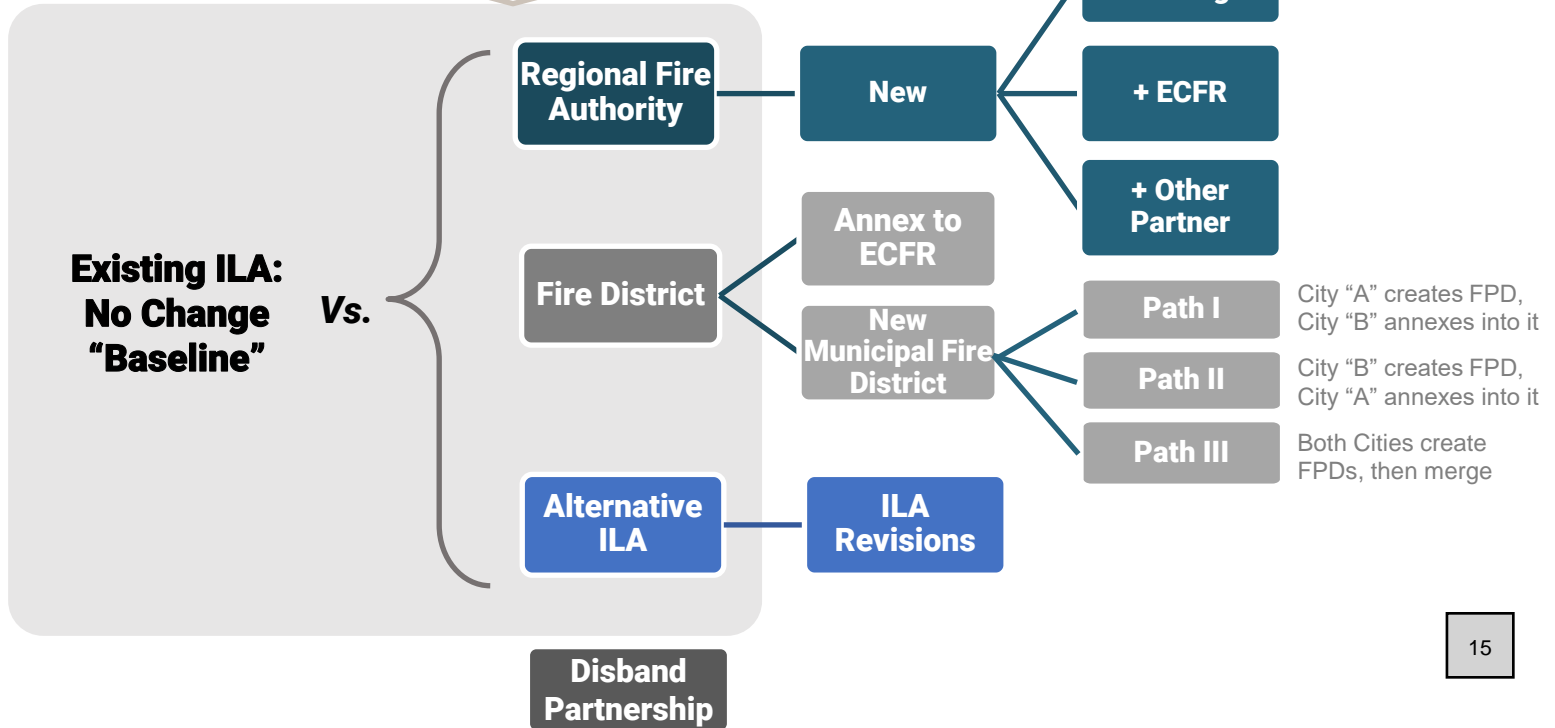 Regional Fire
Authority
New
+ ECFR
+ Other
Partner
Existing ILA:
No Change
“Baseline”
Vs.
Fire District
Annex to
ECFR
New
Municipal Fire
District
Path I
City “A” creates FPD,
City “B” annexes into it
Path II
City “B” creates FPD,
City “A” annexes into it
Path III
Both Cities create
FPDs, then merge
Alternative
ILA
ILA
Revisions
Disband
Partnership
15